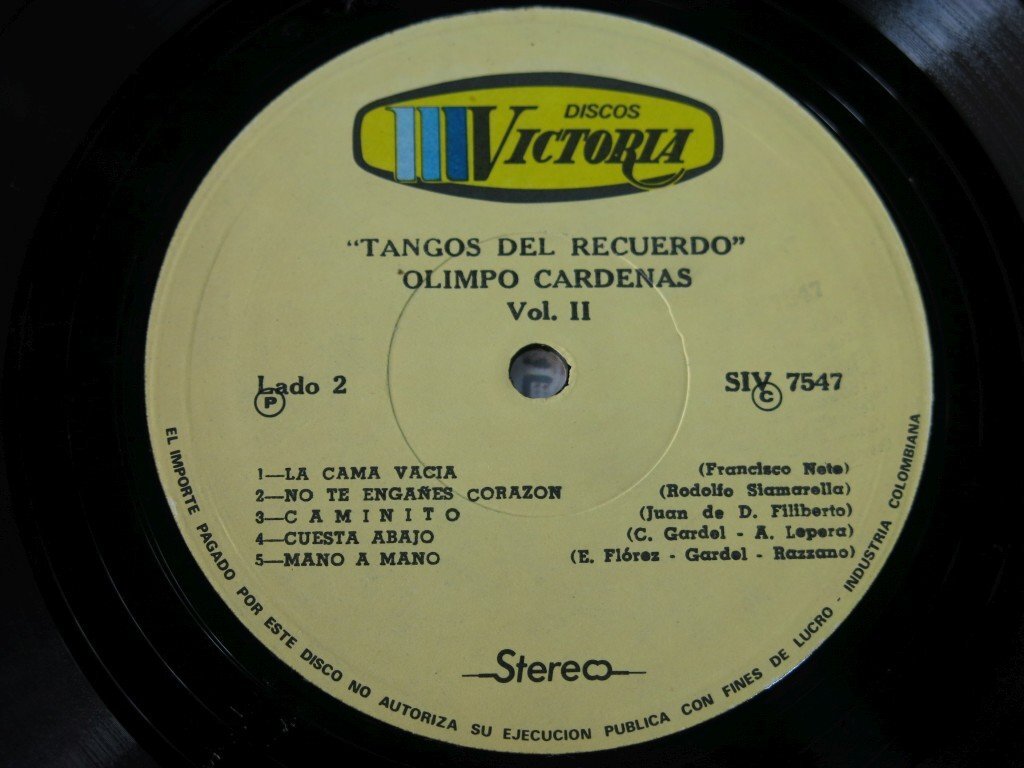 DISCOS
VICTORIA
"TANGOS DEL RECUERDO"
OLIMPO CARDENAS
Vol. II
Lado 2
P
SIV 7547
C
1—LA CAMA VACIA (Francisco Neto)
2—NO TE ENGAÑES CORAZON (Rodolfo Siamarella)
3—C A M I N I T O (Juan de D. Filiberto)
4—CUESTA ABAJO (C. Gardel - A. Lepera)
5—MANO A MANO (E. Flórez - Gardel - Razzano)
Stereo
EL IMPORTE PAGADO POR ESTE DISCO NO AUTORIZA SU EJECUCION PUBLICA CON FINES DE LUCRO - INDUSTRIA COLOMBIANA